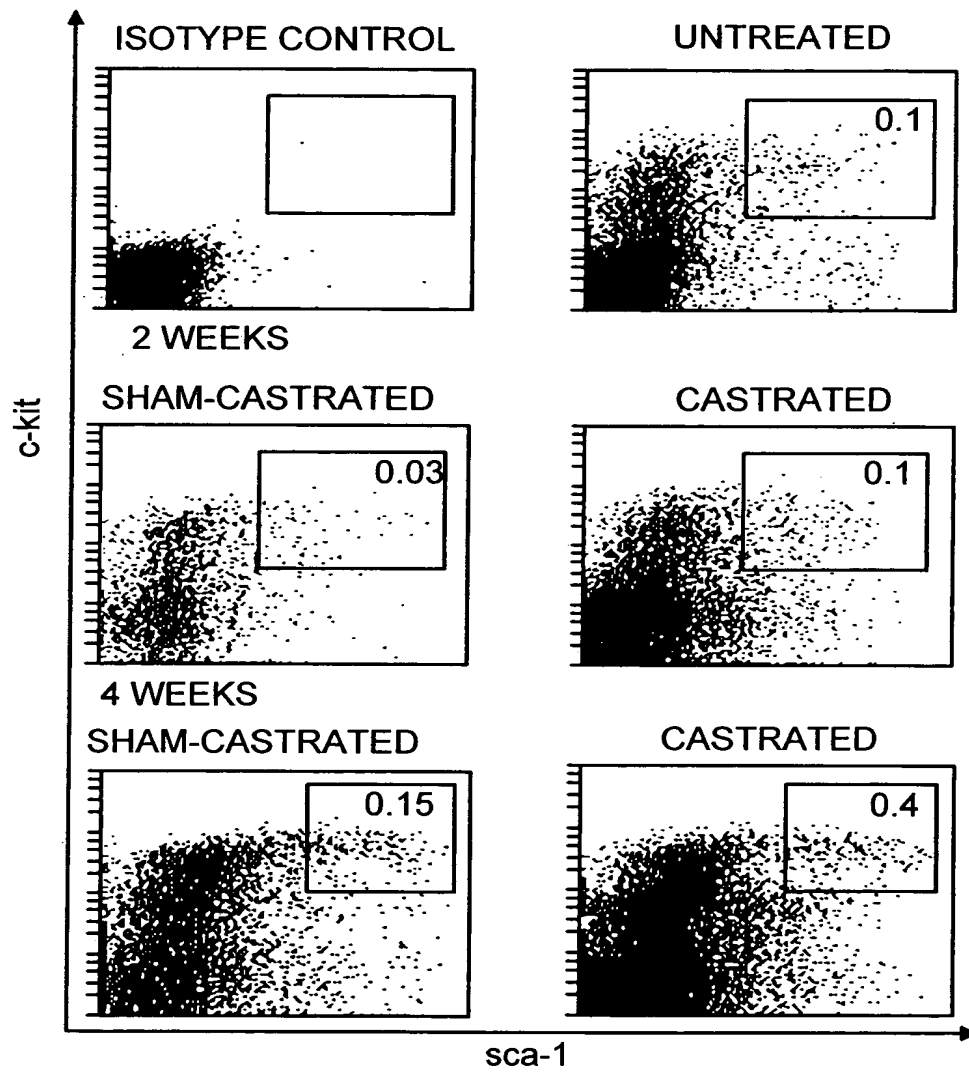 ISOTYPE CONTROL
UNTREATED
0.1
2 WEEKS
SHAM-CASTRATED
CASTRATED
0.03
0.1
4 WEEKS
SHAM-CASTRATED
CASTRATED
0.15
0.4
c-kit
sca-1